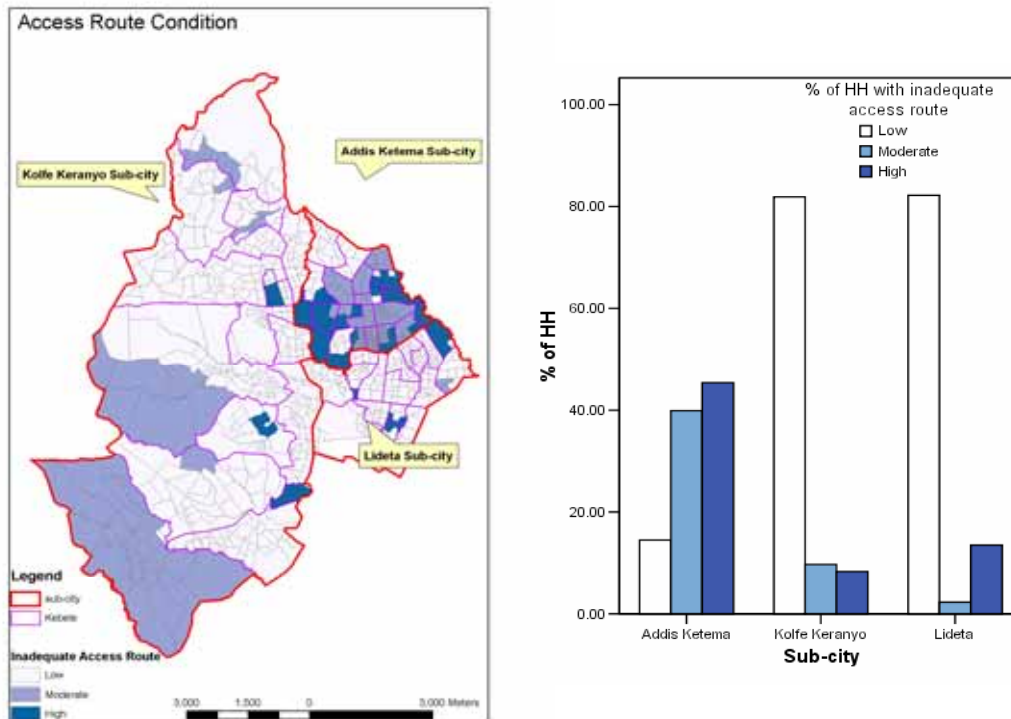 Access Route Condition
Kolfe Keranyo Sub-city
Addis Ketema Sub-city
Lideta Sub-city
Legend
sub-city
Kebele
Inadequate Access Route
Low
Moderate
High
3,000 1,500 0 3,000 Meters
% of HH with inadequate
access route
Low
Moderate
High
% of HH
100.00
80.00
60.00
40.00
20.00
0.00
Addis Ketema Kolfe Keranyo Lideta
Sub-city